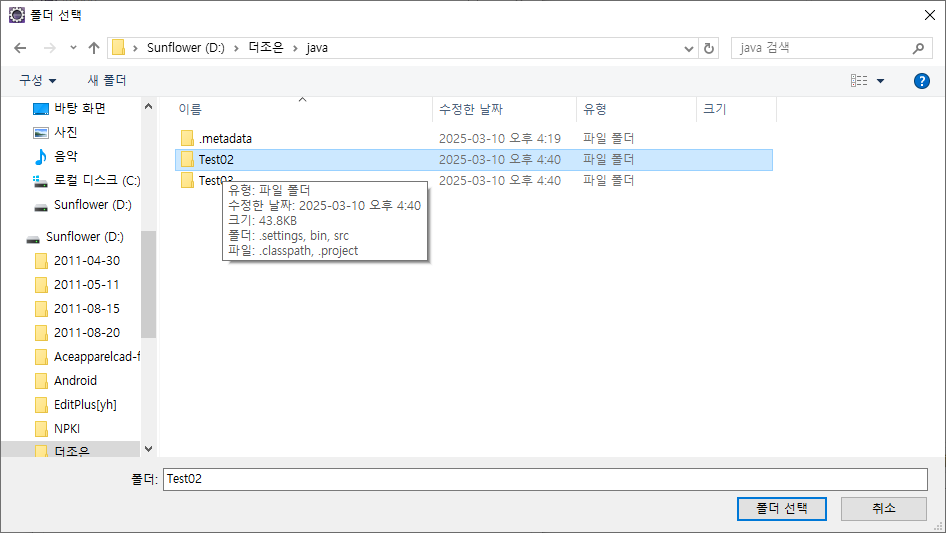 폴더 선택
Sunflower (D:) > 더조은 > java
java 검색
구성
새 폴더
이름
수정한 날짜
유형
크기
바탕 화면
사진
음악
로컬 디스크 (C:)
Sunflower (D:)
Sunflower (D:)
2011-04-30
2011-05-11
2011-08-15
2011-08-20
Aceapparelcad-f
Android
EditPlus[yh]
NPKI
더조은
.metadata 2025-03-10 오후 4:19 파일 폴더
Test02 2025-03-10 오후 4:40 파일 폴더
Test03 2025-03-10 오후 4:40 파일 폴더
유형: 파일 폴더
수정한 날짜: 2025-03-10 오후 4:40
크기: 43.8KB
폴더: .settings, bin, src
파일: .classpath, .project
폴더: Test02
폴더 선택
취소